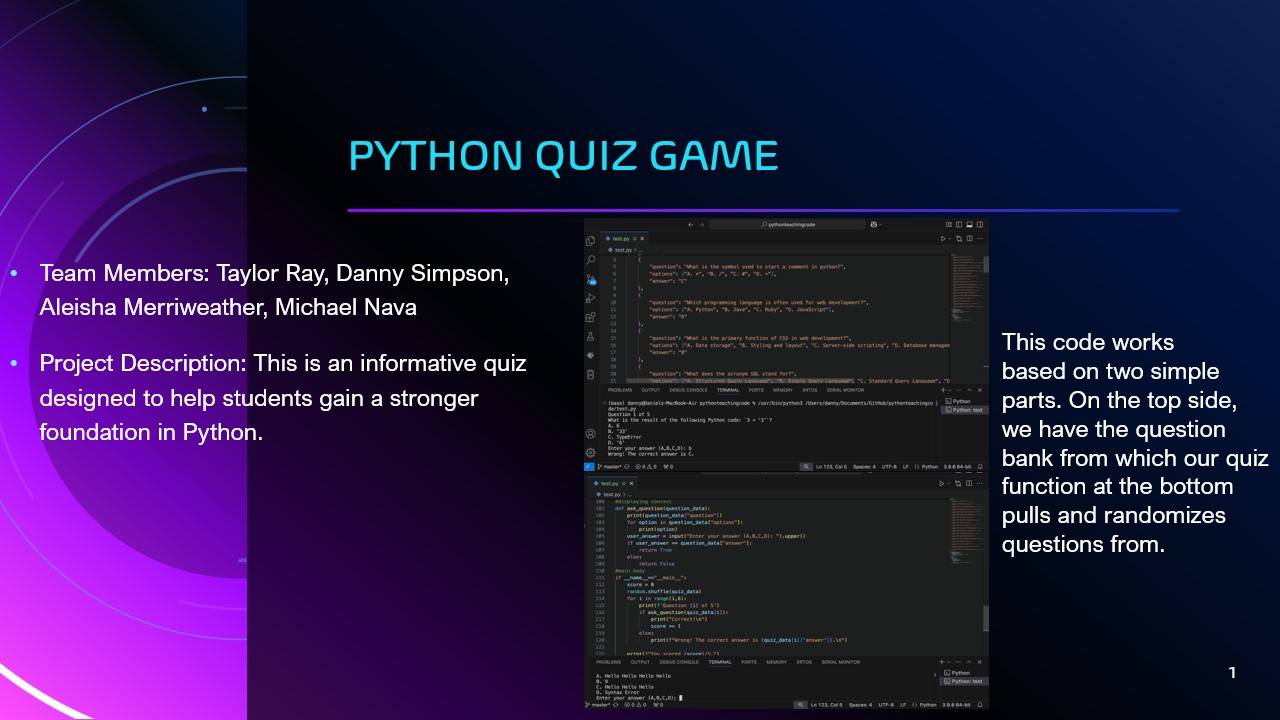 PYTHON QUIZ GAME
Team Members: Taylor Ray, Danny Simpson,
Aleisha Merriweather, Michael Nava
Project Description: This is an informative quiz
designed to help students gain a stronger
foundation in Python.
pythonteachingcode
test.py U
test.py > ...
4 {
5 "question": "What is the symbol used to start a comment in python?",
6 "options": ["A. *", "B. /", "C. #", "D. +"],
7 "answer": "C"
8 },
9 {
10 "question": "Which programming language is often used for web development?",
11 "options": ["A. Python", "B. Java", "C. Ruby", "D. JavaScript"],
12 "answer": "D"
13 },
14 {
15 "question": "What is the primary function of CSS in web development?",
16 "options": ["A. Data storage", "B. Styling and layout", "C. Server-side scripting", "D. Database managem
17 "answer": "B"
18 },
19 {
20 "question": "What does the acronym SQL stand for?",
21 "options": ["A. Structured Query Language", "B. Simple Query Language", "C. Standard Query Language", "D
PROBLEMS OUTPUT DEBUG CONSOLE TERMINAL PORTS MEMORY XRTOS SERIAL MONITOR
(base) danny@Daniels-MacBook-Air pythonteachingcode % /usr/bin/python3 /Users/danny/Documents/GitHub/pythonteachingco
de/test.py
Question 1 of 5
What is the result of the following Python code: `3 + '3'`?
A. 6
B. '33'
C. TypeError
D. '6'
Enter your answer (A,B,C,D): b
Wrong! The correct answer is C.
Python
Python: test
master* 0 0 0 Ln 123, Col 5 Spaces: 4 UTF-8 LF Python 3.9.6 64-bit
test.py U
test.py > ...
100 #displaying content
101 def ask_question(question_data):
102 print(question_data["question"])
103 for option in question_data["options"]:
104 print(option)
105 user_answer = input("Enter your answer (A,B,C,D): ").upper()
106 if user_answer == question_data["answer"]:
107 return True
108 else:
109 return False
110 #main body
111 if __name__=="__main__":
112 score = 0
113 random.shuffle(quiz_data)
114 for i in range(1,6):
115 print(f"Question {i} of 5")
116 if ask_question(quiz_data[i]):
117 print("Correct!\n")
118 score += 1
119 else:
120 print(f"Wrong! The correct answer is {quiz_data[i]['answer']}.\n")
121
122 print(f"You scored {score}/5.")
PROBLEMS OUTPUT DEBUG CONSOLE TERMINAL PORTS MEMORY XRTOS SERIAL MONITOR
A. Hello Hello Hello Hello
B. 9
C. Hello Hello Hello
D. Syntax Error
Enter your answer (A,B,C,D):
Python
Python: test
master* 0 0 0 Ln 123, Col 5 Spaces: 4 UTF-8 LF Python 3.9.6 64-bit
This code works
based on two simple
parts. On the top side,
we have the question
bank from which our quiz
function at the bottom
pulls and randomizes
questions from.
1